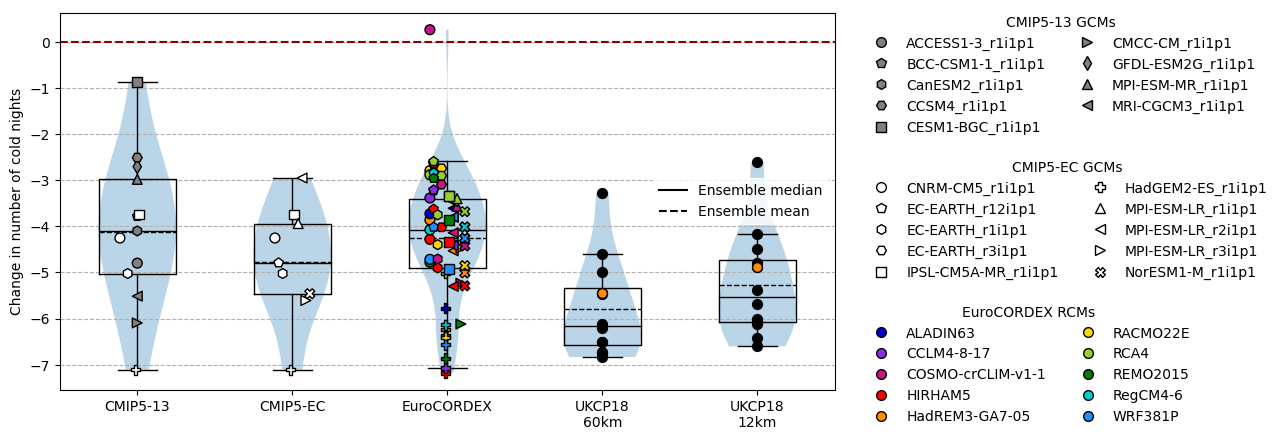 Change in number of cold nights
0
−1
−2
−3
−4
−5
−6
−7
CMIP5-13
CMIP5-EC
EuroCORDEX
UKCP18
60km
UKCP18
12km
Ensemble median
Ensemble mean
CMIP5-13 GCMs
ACCESS1-3_r1i1p1
BCC-CSM1-1_r1i1p1
CanESM2_r1i1p1
CCSM4_r1i1p1
CESM1-BGC_r1i1p1
CMCC-CM_r1i1p1
GFDL-ESM2G_r1i1p1
MPI-ESM-MR_r1i1p1
MRI-CGCM3_r1i1p1
CMIP5-EC GCMs
CNRM-CM5_r1i1p1
EC-EARTH_r12i1p1
EC-EARTH_r1i1p1
EC-EARTH_r3i1p1
IPSL-CM5A-MR_r1i1p1
HadGEM2-ES_r1i1p1
MPI-ESM-LR_r1i1p1
MPI-ESM-LR_r2i1p1
MPI-ESM-LR_r3i1p1
NorESM1-M_r1i1p1
EuroCORDEX RCMs
ALADIN63
CCLM4-8-17
COSMO-crCLIM-v1-1
HIRHAM5
HadREM3-GA7-05
RACMO22E
RCA4
REMO2015
RegCM4-6
WRF381P